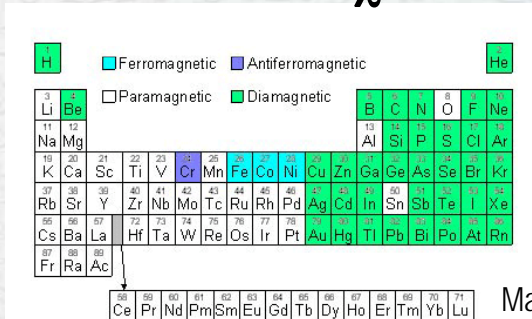 1 2
H He
Ferromagnetic Antiferromagnetic
Paramagnetic Diamagnetic
3 4 5 6 7 8 9 10
Li Be B C N O F Ne
11 12 13 14 15 16 17 18
Na Mg Al Si P S Cl Ar
19 20 21 22 23 24 25 26 27 28 29 30 31 32 33 34 35 36
K Ca Sc Ti V Cr Mn Fe Co Ni Cu Zn Ga Ge As Se Br Kr
37 38 39 40 41 42 43 44 45 46 47 48 49 50 51 52 53 54
Rb Sr Y Zr Nb Mo Tc Ru Rh Pd Ag Cd In Sn Sb Te I Xe
55 56 57 72 73 74 75 76 77 78 79 80 81 82 83 84 85 86
Cs Ba La Hf Ta W Re Os Ir Pt Au Hg Tl Pb Bi Po At Rn
87 88 89
Fr Ra Ac
58 59 60 61 62 63 64 65 66 67 68 69 70 71
Ce Pr Nd Pm Sm Eu Gd Tb Dy Ho Er Tm Yb Lu
Ma